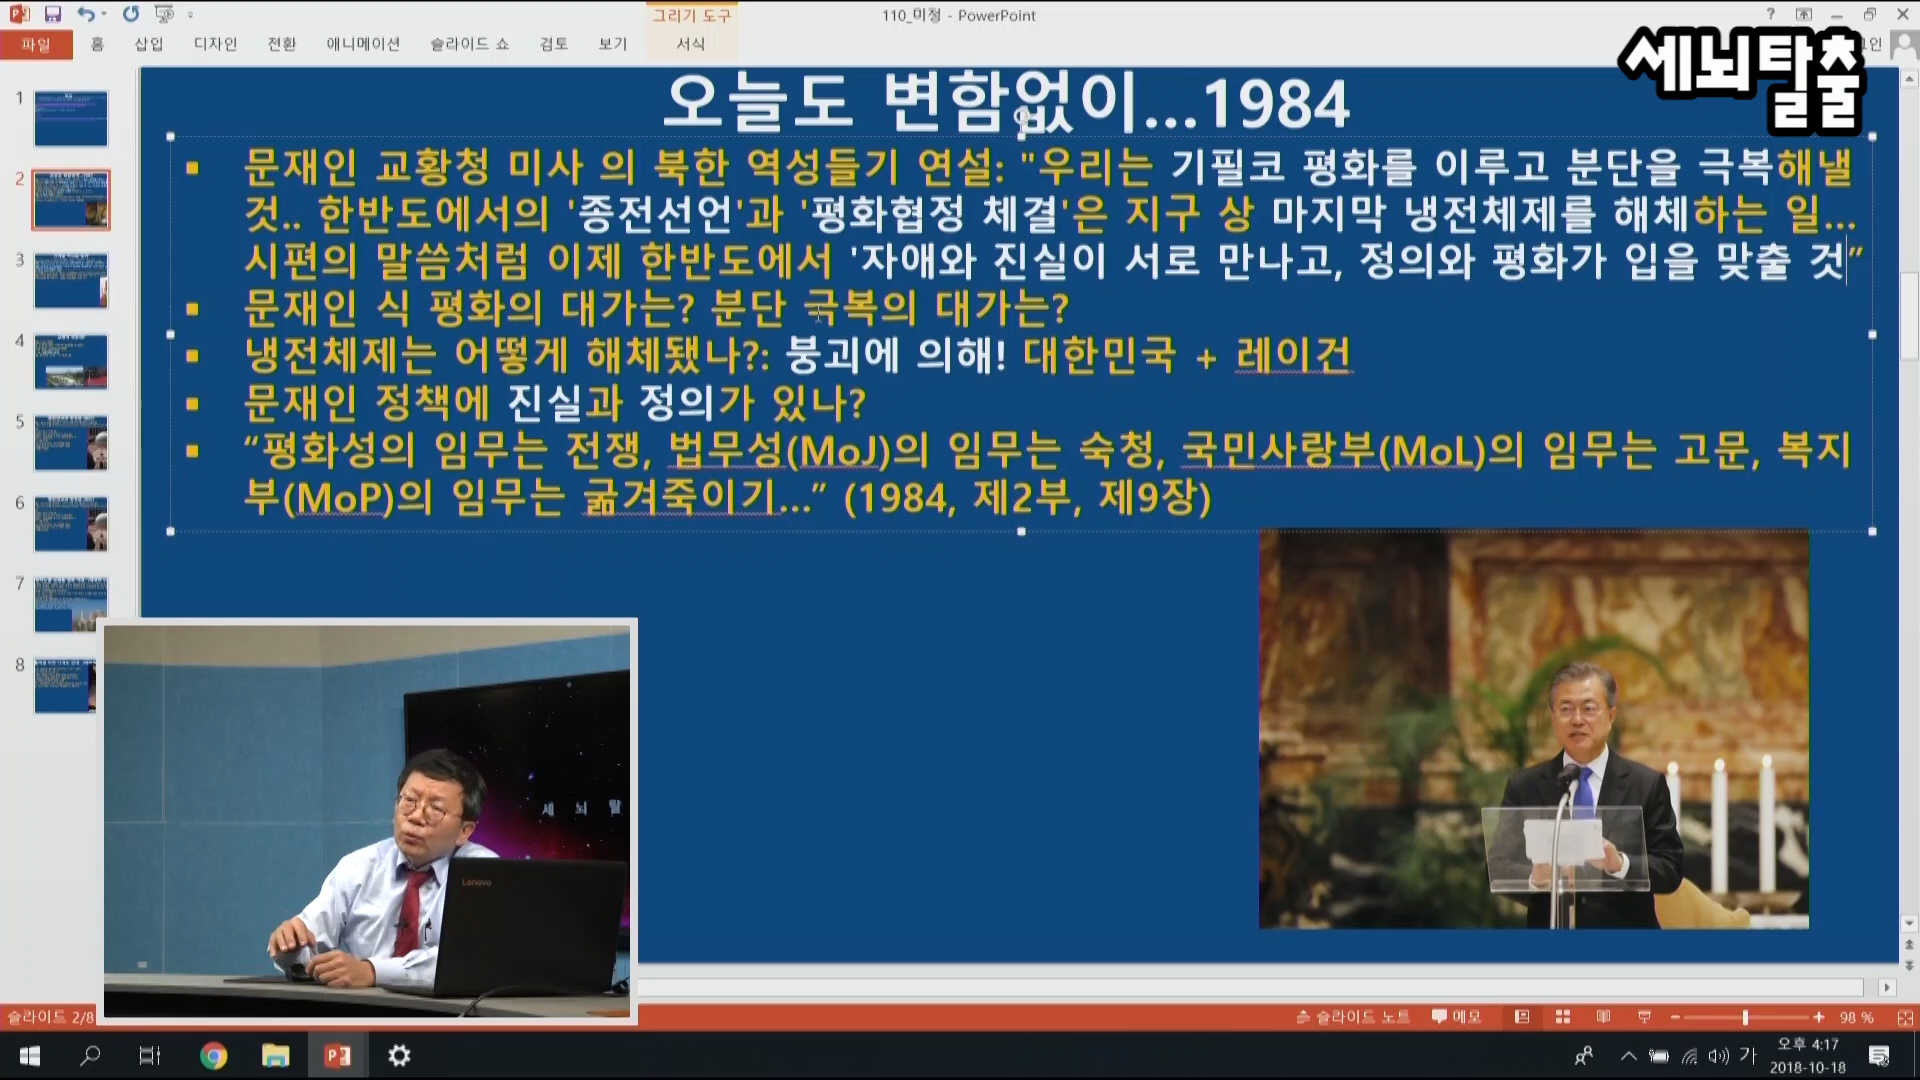 그리기 도구
110_미정 - PowerPoint
파일 홈 삽입 디자인 전환 애니메이션 슬라이드 쇼 검토 보기 서식
세뇌탈출
오늘도 변함없이...1984
문재인 교황청 미사 의 북한 역성들기 연설: "우리는 기필코 평화를 이루고 분단을 극복해낼
것.. 한반도에서의 '종전선언'과 '평화협정 체결'은 지구 상 마지막 냉전체제를 해체하는 일...
시편의 말씀처럼 이제 한반도에서 '자애와 진실이 서로 만나고, 정의와 평화가 입을 맞출 것”
문재인 식 평화의 대가는? 분단 극복의 대가는?
냉전체제는 어떻게 해체됐나?: 붕괴에 의해! 대한민국 + 레이건
문재인 정책에 진실과 정의가 있나?
“평화성의 임무는 전쟁, 법무성(MoJ)의 임무는 숙청, 국민사랑부(MoL)의 임무는 고문, 복지
부(MoP)의 임무는 굶겨죽이기...” (1984, 제2부, 제9장)
1
2
3
4
5
6
7
8
세 뇌 탈
Lenovo
슬라이드 2/8
슬라이드 노트 메모 98 %
가 오후 4:17
2018-10-18